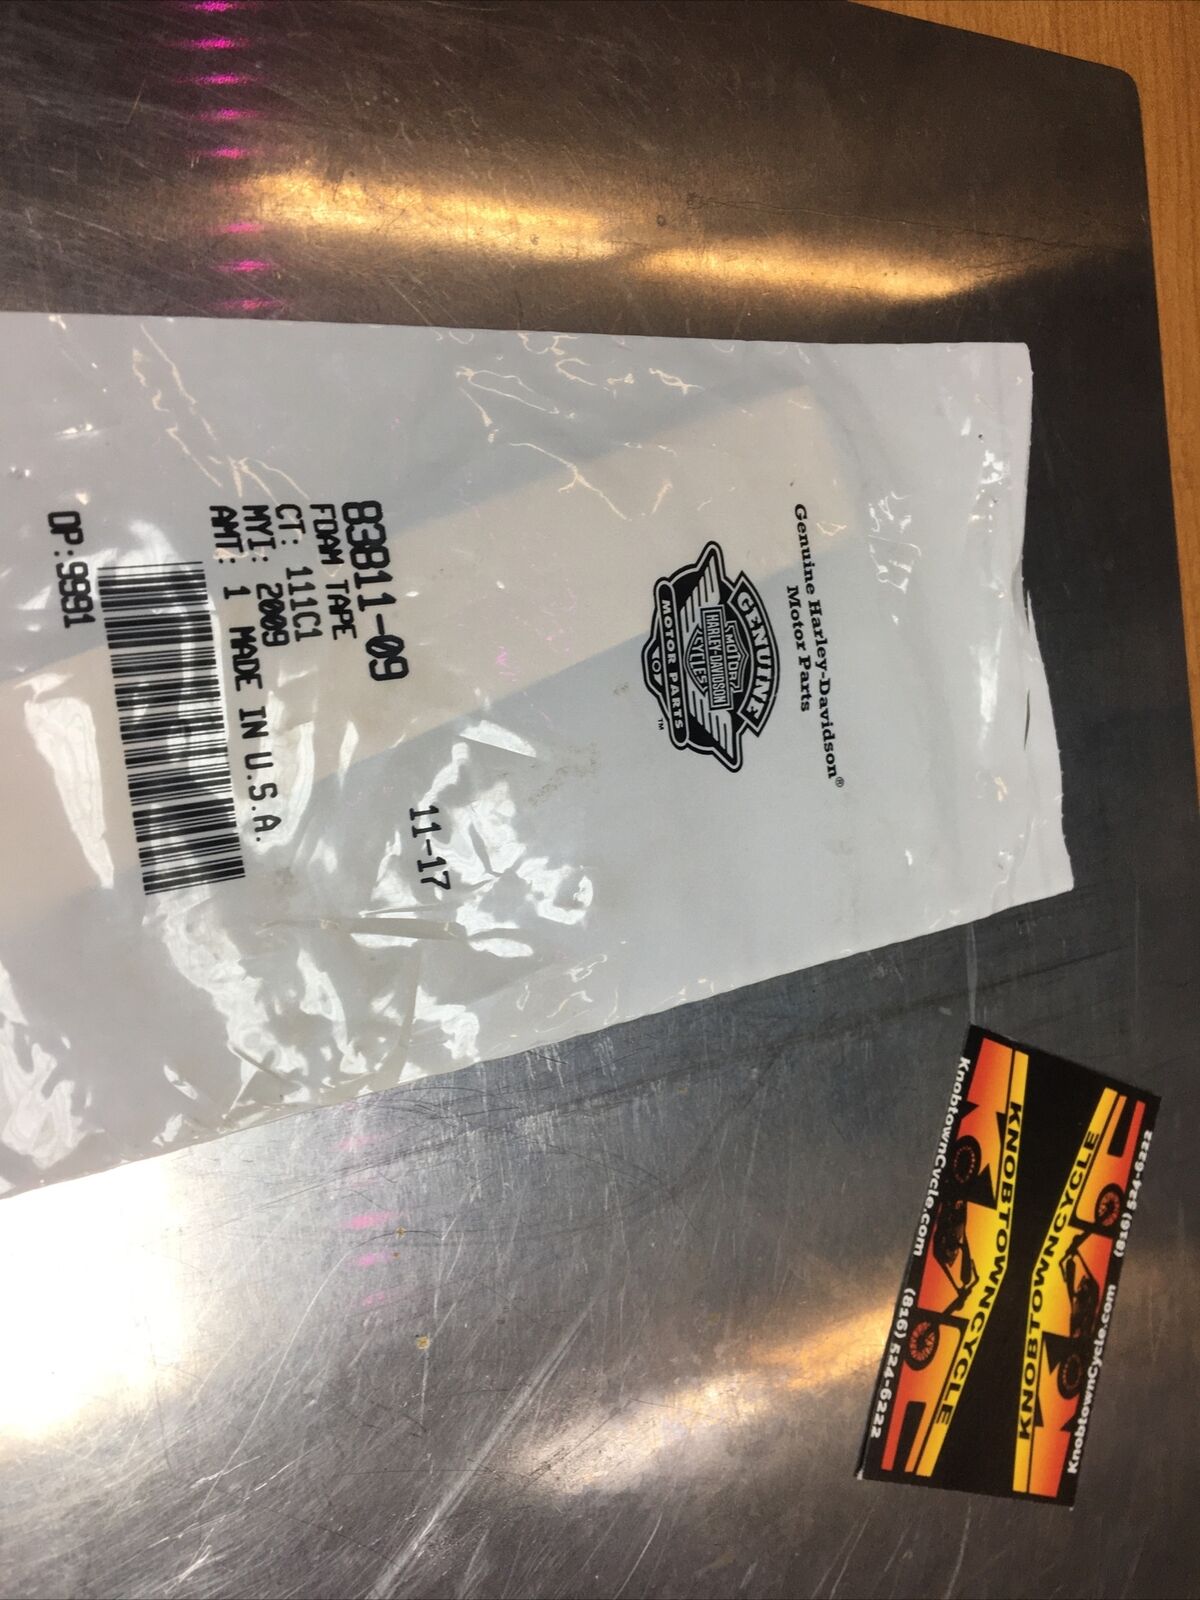 Genuine Harley-Davidson®
Motor Parts
GENUINE
MOTOR
HARLEY-DAVIDSON
CYCLES
MOTOR PARTS
TM
11-17
83811-09
FOAM TAPE
CT: 111C1
MYI: 2009
AMT: 1 MADE IN U.S.A.
OP:9991
(816) 524-6222
KnobtownCycle.com
KNOBTOWNCYCLE
KNOBTOWNCYCLE
KnobtownCycle.com
(816) 524-6222